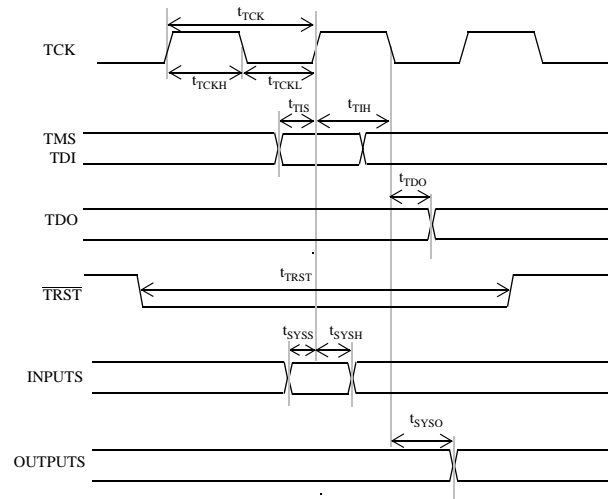 tTCK
TCK
tTCKH tTCKL
tTIS tTIH
TMS
TDI
tTDO
TDO
tTRST
TRST
tSYSS tSYSH
INPUTS
tSYSO
OUTPUTS